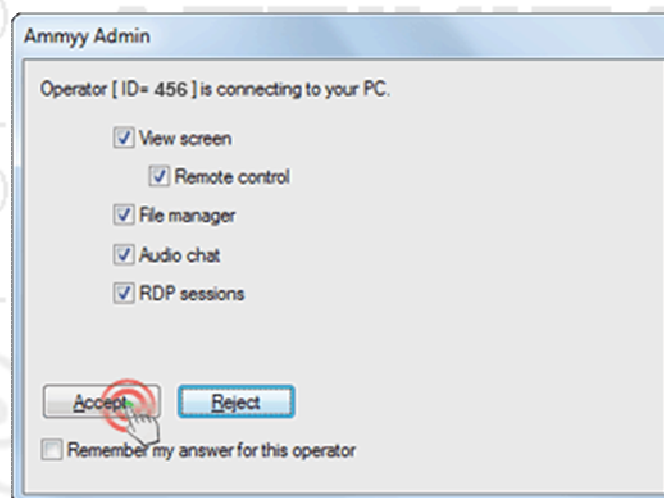 Ammyy Admin
Operator [ ID= 456 ] is connecting to your PC.
View screen
Remote control
File manager
Audio chat
RDP sessions
Accept Reject
Remember my answer for this operator